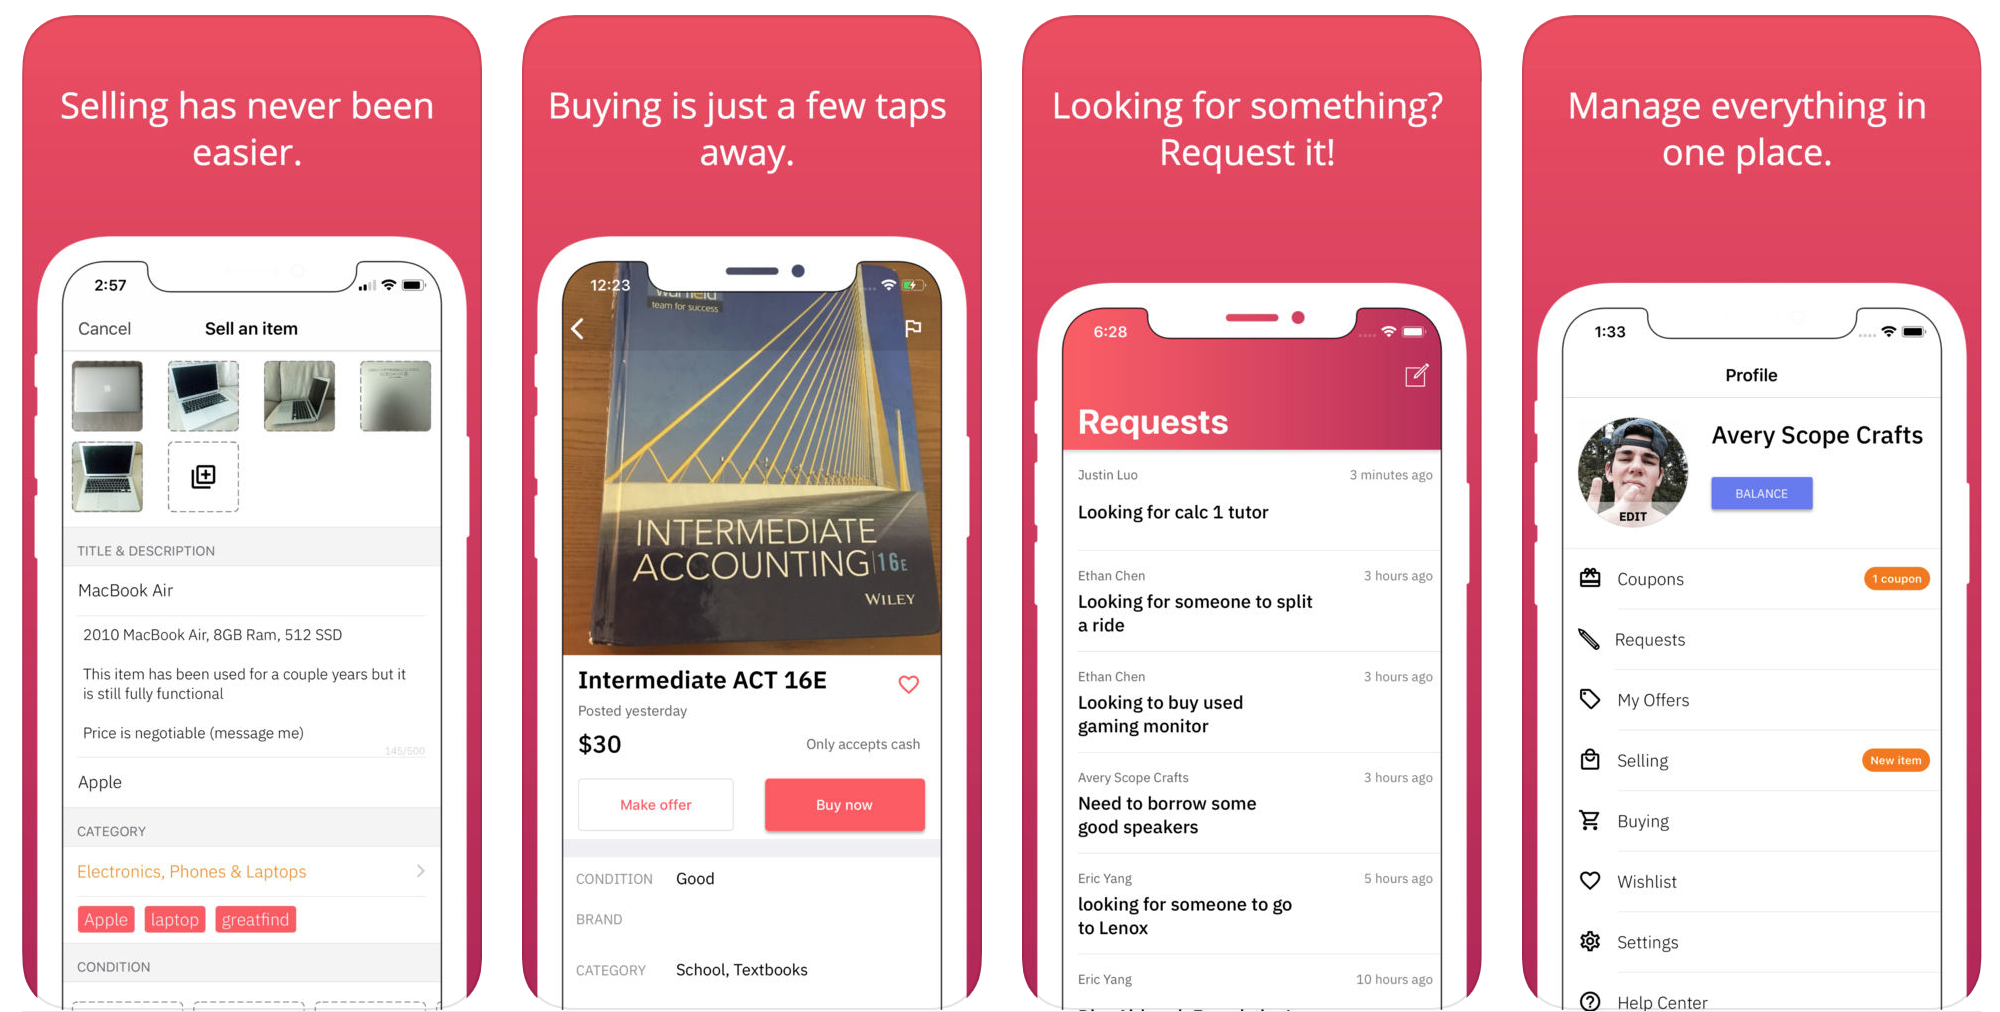 Selling has never been
easier.
2:57
Cancel
Sell an item
TITLE & DESCRIPTION
MacBook Air
2010 MacBook Air, 8GB Ram, 512 SSD
This item has been used for a couple years but it
is still fully functional
Price is negotiable (message me)
145/500
Apple
CATEGORY
Electronics, Phones & Laptops
Apple laptop greatfind
CONDITION
Buying is just a few taps
away.
12:23
team for success
INTERMEDIATE
ACCOUNTING 16E
WILEY
Intermediate ACT 16E
Posted yesterday
$30
Only accepts cash
Make offer
Buy now
CONDITION Good
BRAND
CATEGORY School, Textbooks
Looking for something?
Request it!
6:28
Requests
Justin Luo 3 minutes ago
Looking for calc 1 tutor
Ethan Chen 3 hours ago
Looking for someone to split
a ride
Ethan Chen 3 hours ago
Looking to buy used
gaming monitor
Avery Scope Crafts 3 hours ago
Need to borrow some
good speakers
Eric Yang 5 hours ago
looking for someone to go
to Lenox
Eric Yang 10 hours ago
Manage everything in
one place.
1:33
Profile
Avery Scope Crafts
EDIT
BALANCE
Coupons 1 coupon
Requests
My Offers
Selling New item
Buying
Wishlist
Settings
Help Center